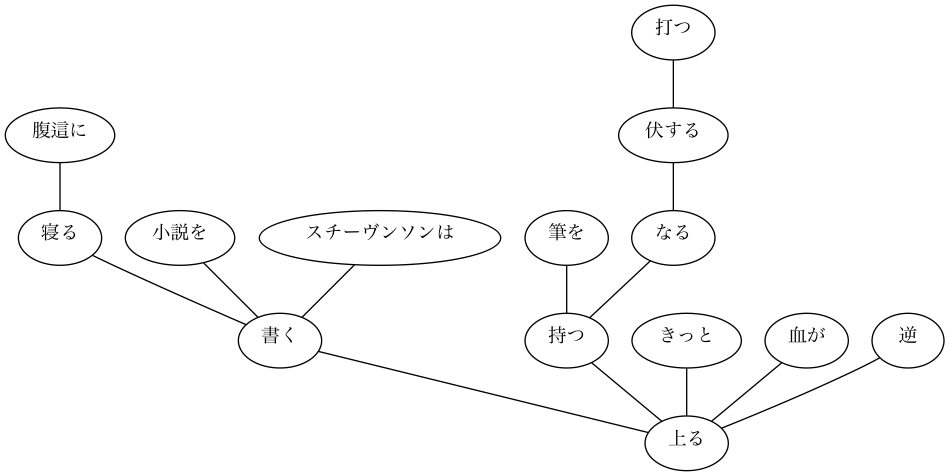 打つ
腹這に
伏する
寝る
小説を
スチーヴンソンは
筆を
なる
書く
持つ
きっと
血が
逆
上る